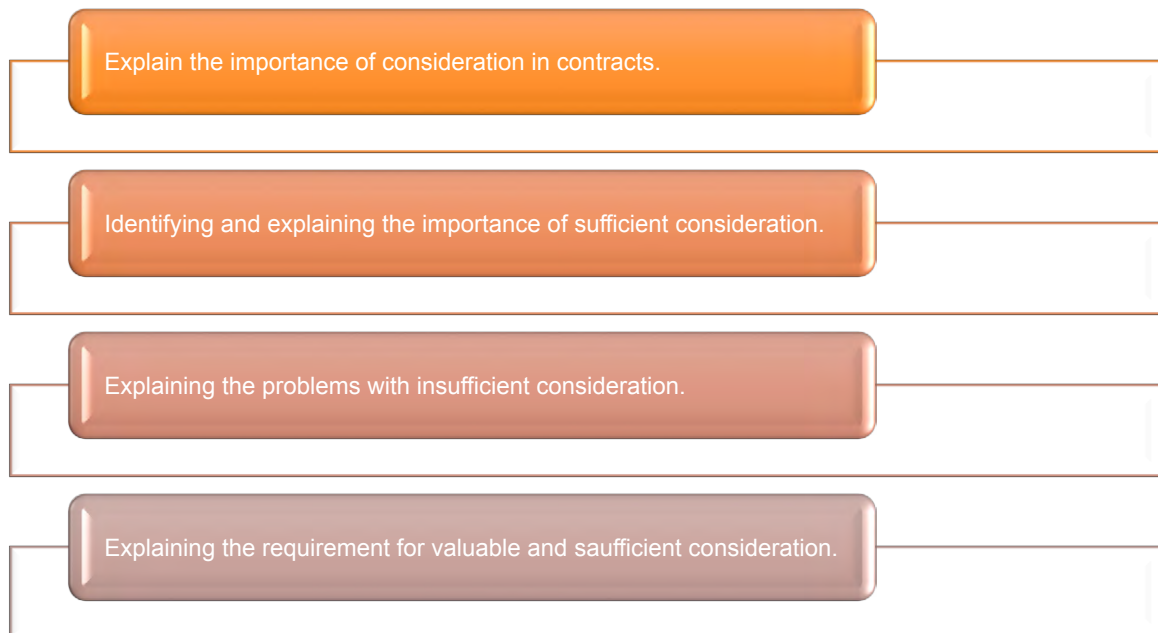 Explain the importance of consideration in contracts.
Identifying and explaining the importance of sufficient consideration.
Explaining the problems with insufficient consideration.
Explaining the requirement for valuable and saufficient consideration.